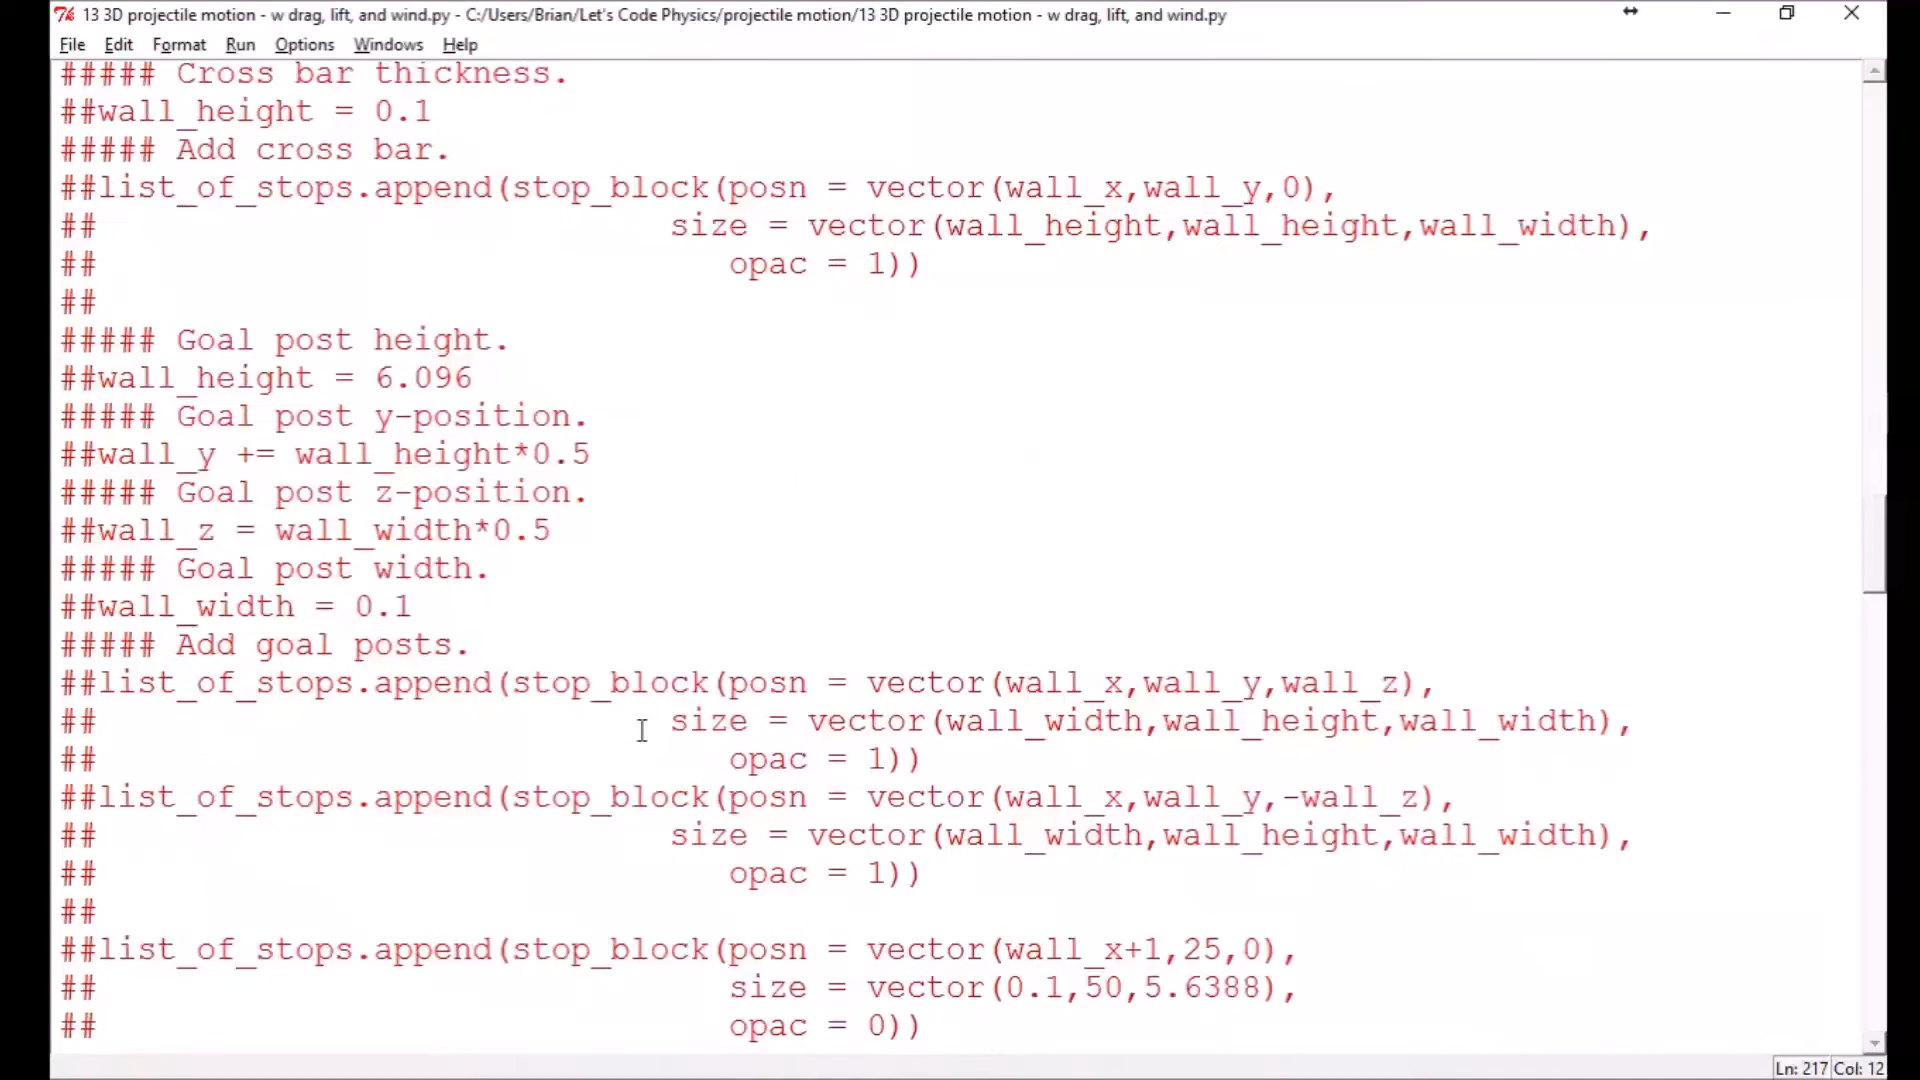 13 3D projectile motion - w drag, lift, and wind.py - C:/Users/Brian/Let's Code Physics/projectile motion/13 3D projectile motion - w drag, lift, and wind.py
File Edit Format Run Options Windows Help
##### Cross bar thickness.
##wall_height = 0.1
##### Add cross bar.
##list_of_stops.append(stop_block(posn = vector(wall_x,wall_y,0),
##                             size = vector(wall_height,wall_height,wall_width),
##                                opac = 1))
##
##### Goal post height.
##wall_height = 6.096
##### Goal post y-position.
##wall_y += wall_height*0.5
##### Goal post z-position.
##wall_z = wall_width*0.5
##### Goal post width.
##wall_width = 0.1
##### Add goal posts.
##list_of_stops.append(stop_block(posn = vector(wall_x,wall_y,wall_z),
##                             size = vector(wall_width,wall_height,wall_width),
##                                opac = 1))
##list_of_stops.append(stop_block(posn = vector(wall_x,wall_y,-wall_z),
##                             size = vector(wall_width,wall_height,wall_width),
##                                opac = 1))
##
##list_of_stops.append(stop_block(posn = vector(wall_x+1,25,0),
##                                size = vector(0.1,50,5.6388),
##                                opac = 0))
Ln: 217 Col: 12